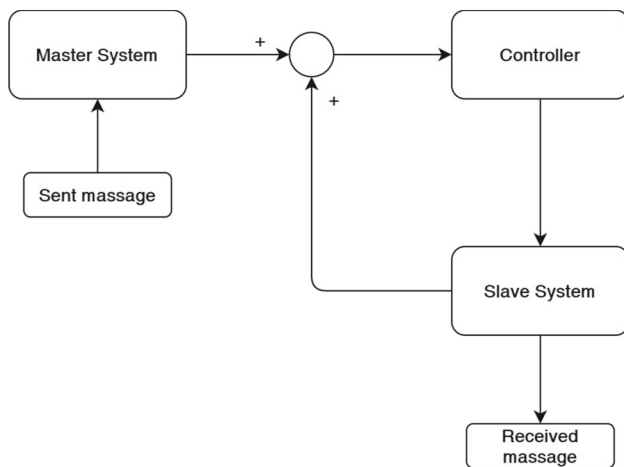 Master System
+
Controller
+
Sent massage
Slave System
Received
massage